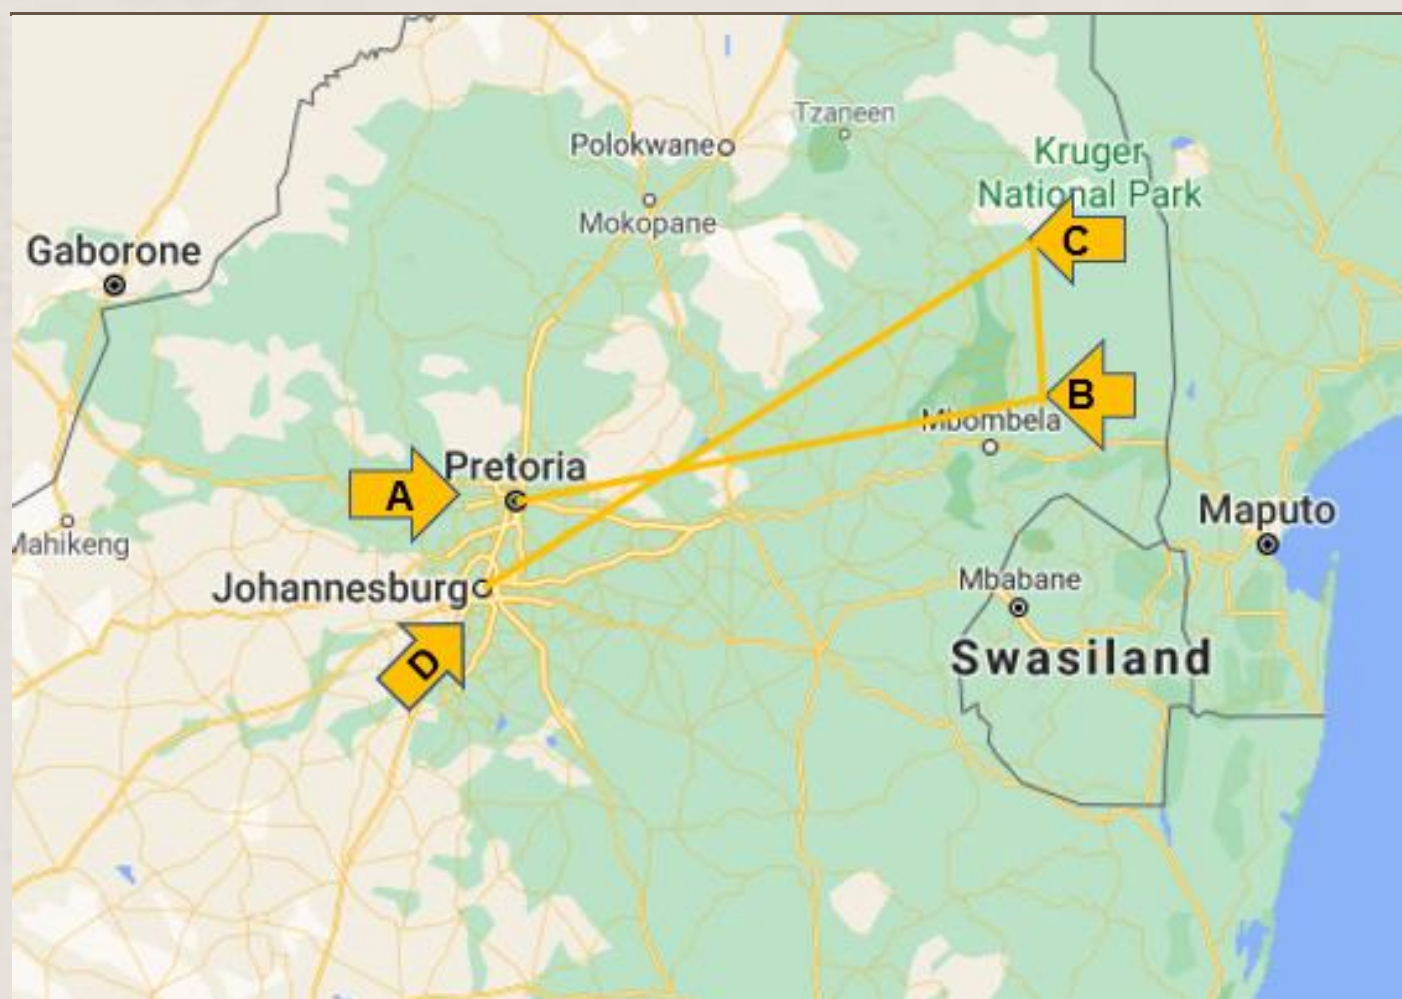 Tzaneen
Polokwane
Kruger
National Park
Mokopane
C
Gaborone
B
Mbombela
Pretoria
A
Maputo
Mahikeng
Mbabane
Johannesburg
D
Swasiland